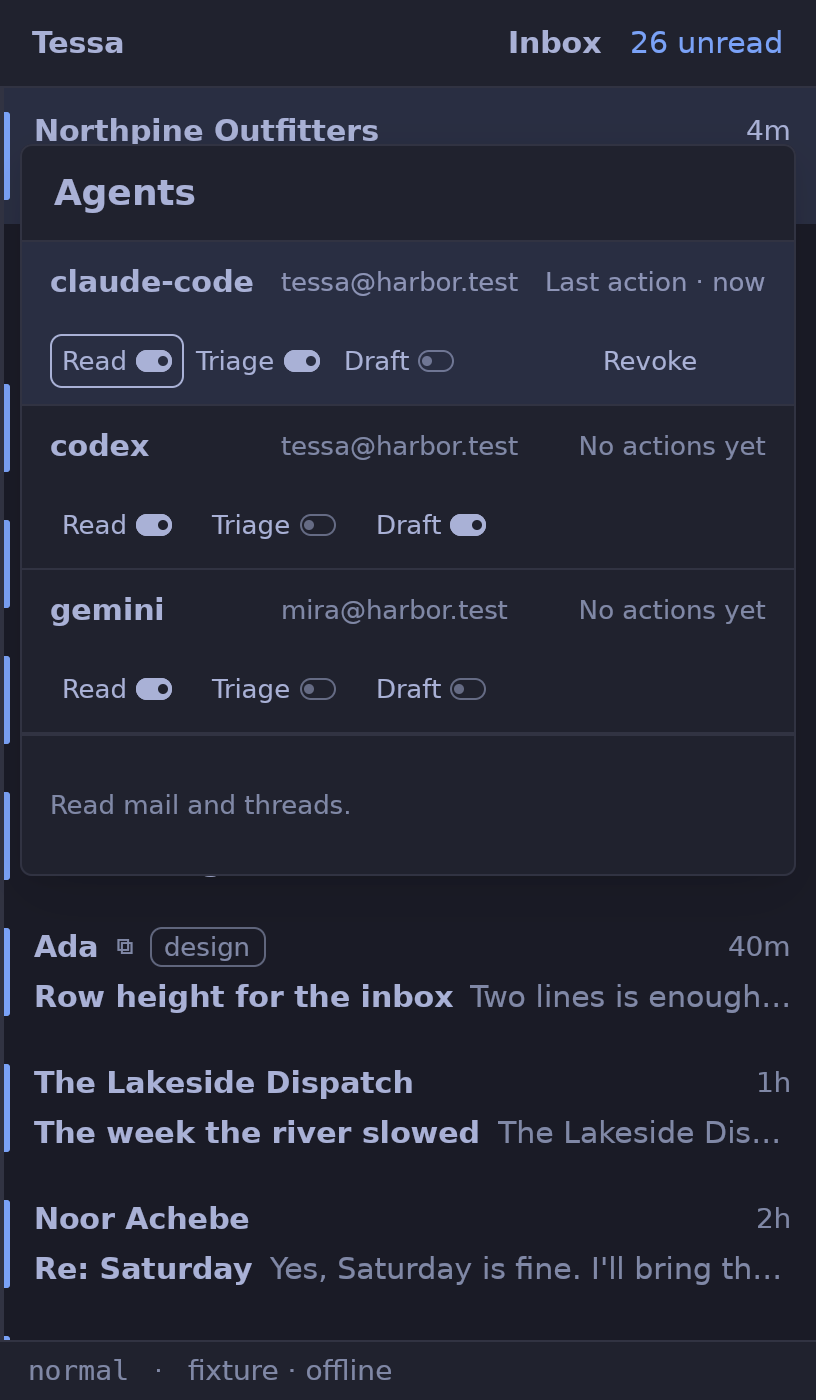 Tessa Inbox 26 unread
Northpine Outfitters 4m
Agents
claude-code tessa@harbor.test Last action · now
Read Triage Draft Revoke
codex tessa@harbor.test No actions yet
Read Triage Draft
gemini mira@harbor.test No actions yet
Read Triage Draft
Read mail and threads.
Ada design 40m
Row height for the inbox Two lines is enough…
The Lakeside Dispatch 1h
The week the river slowed The Lakeside Dis…
Noor Achebe 2h
Re: Saturday Yes, Saturday is fine. I'll bring th…
normal · fixture · offline